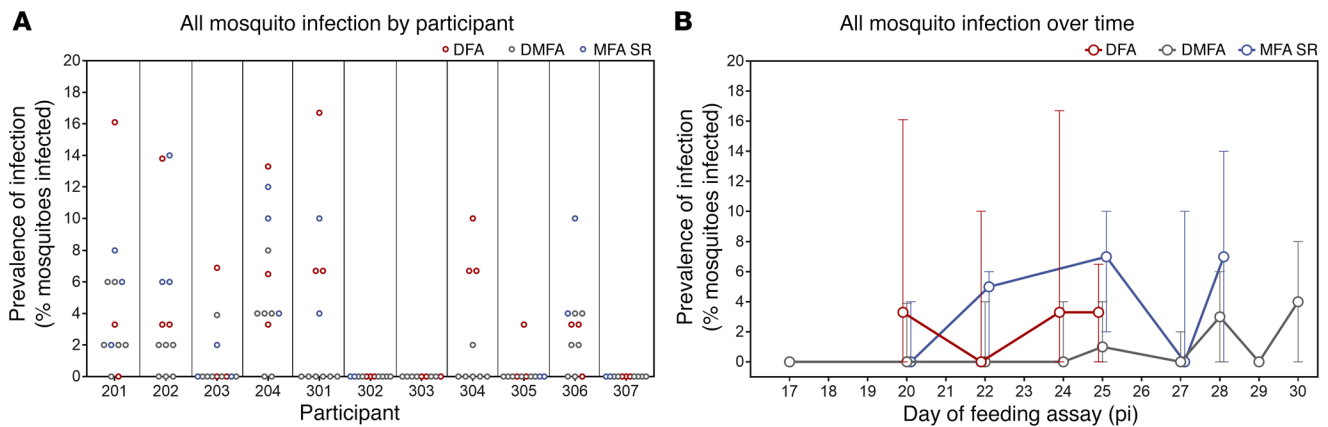 A All mosquito infection by participant
DFA DMFA MFA SR
Prevalence of infection
(% mosquitoes infected)
20
18
16
14
12
10
8
6
4
2
0
201 202 203 204 301 302 303 304 305 306 307
Participant
B All mosquito infection over time
DFA DMFA MFA SR
Prevalence of infection
(% mosquitoes infected)
20
18
16
14
12
10
8
6
4
2
0
17 18 19 20 21 22 23 24 25 26 27 28 29 30
Day of feeding assay (pi)